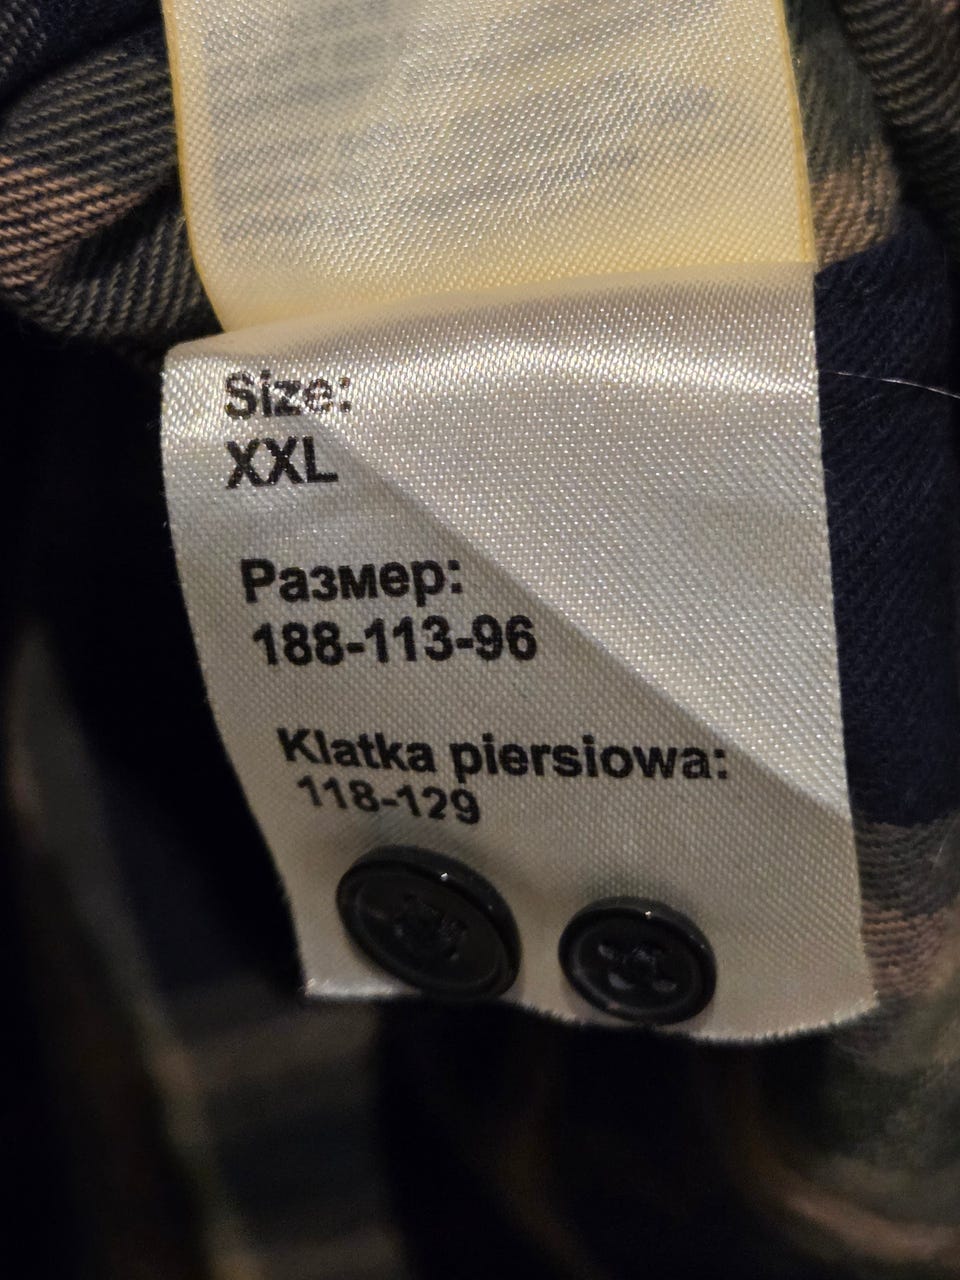 Size:
XXL
Размер:
188-113-96
Klatka piersiowa:
118-129